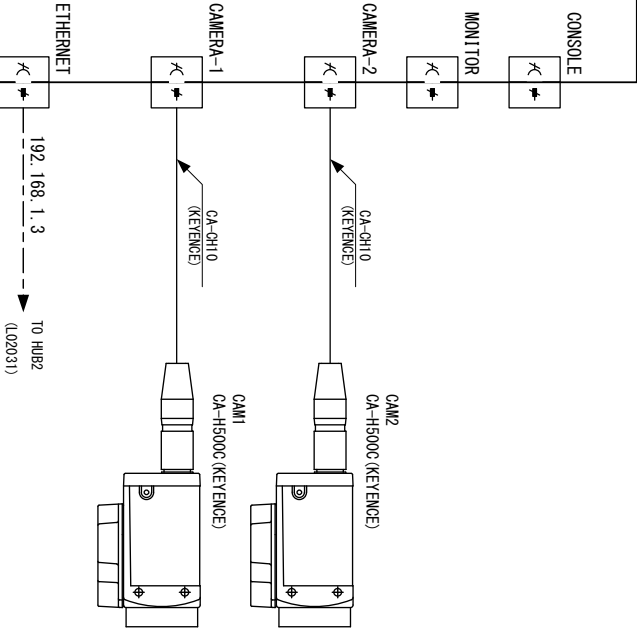 CONSOLE
MONITOR
CAMERA-2
CA-CH10
(KEYENCE)
CAM2
CA-H500C(KEYENCE)
CAMERA-1
CA-CH10
(KEYENCE)
CAM1
CA-H500C(KEYENCE)
ETHERNET
192.168.1.3
TO HUB2
(L02031)